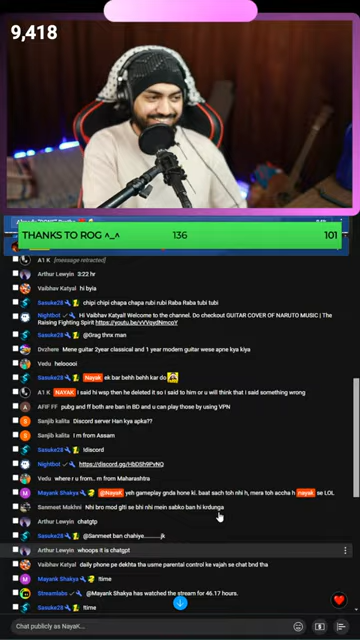 9,418
THANKS TO ROG ^_^ 136 101
A1 K [message retracted]
Arthur Lewyin 3:22 hr
Vaibhav Katyal hi byia
Sasuke28 chipi chipi chapa chapa rubi rubi Raba Raba tubi tubi
Nightbot Hi Vaibhav Katyal! Welcome to the channel. Do checkout GUITAR COVER OF NARUTO MUSIC | The
Raising Fighting Spirit
Sasuke28 @Grag thnx man
Dvzhere Mene guitar 2year classical and 1 year modern guitar wese apne kya kiya
Vedu helooooi
Sasuke28 Nayak ek bar behh behh kar do
A1 K NAYAK I said hi wsp then he deleted it so I said to him or u will think that I said something wrong
AFIF FF pubg and ff both are ban in BD and u can play those by using VPN
Sanjib kalita Discord server Han kya apka??
Sanjib kalita I m from Assam
Sasuke28 !discord
Nightbot https://discord.gg/HbDSh9PvNQ
Vedu where r u from.. m from Maharashtra
Mayank Shakya @NayaK yeh gameplay gnda hone ki. baat sach toh nhi h, mera toh accha h nayak se LOL
Sanmeet Makhni Nhi bro mod glti se bhi nhi mein sabko ban hi krdunga
Arthur Lewyin chatgtp
Sasuke28 @Sanmeet Ban chahiye...........jk
Arthur Lewyin whoops it is chatgpt
Vaibhav Katyal daily phone pe dekhta tha usme parental control ke vajah se chat bnd tha
Mayank Shakya !time
Streamlabs @Mayank Shakya has watched the stream for 46.17 hours.
Sasuke28 !time
Chat publicly as NayaK...